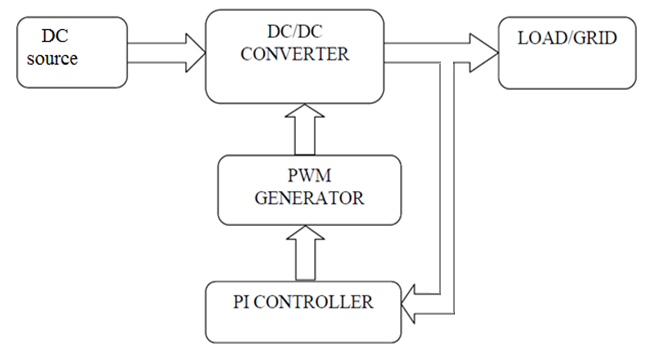 DC
source
DC/DC
CONVERTER
LOAD/GRID
PWM
GENERATOR
PI CONTROLLER